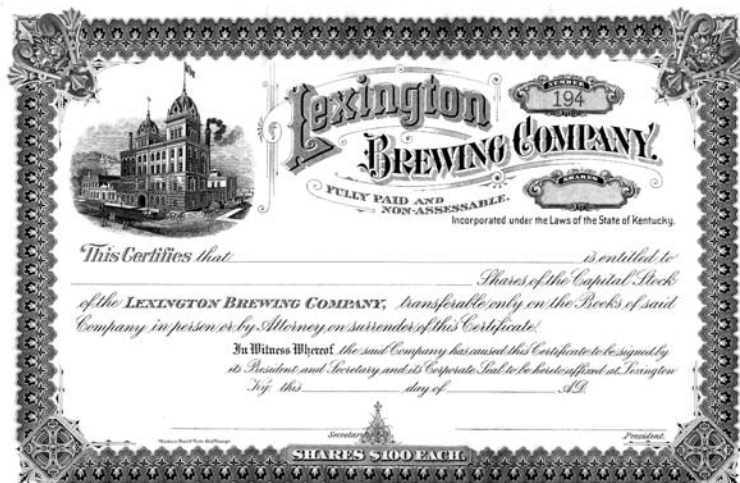 Lexington
BREWING COMPANY.
NUMBER
194
SHARES
FULLY PAID AND
NON-ASSESSABLE.
Incorporated under the Laws of the State of Kentucky.
This Certifies that is entitled to
Shares of the Capital Stock
of the LEXINGTON BREWING COMPANY, transferable only on the Books of said
Company in person or by Attorney on surrender of this Certificate.
In Witness Whereof the said Company has caused this Certificate to be signed by
its President and Secretary and its Corporate Seal to be hereto affixed at Lexington
Ky. this day of A.D.
Secretary
President.
SHARES $100 EACH.